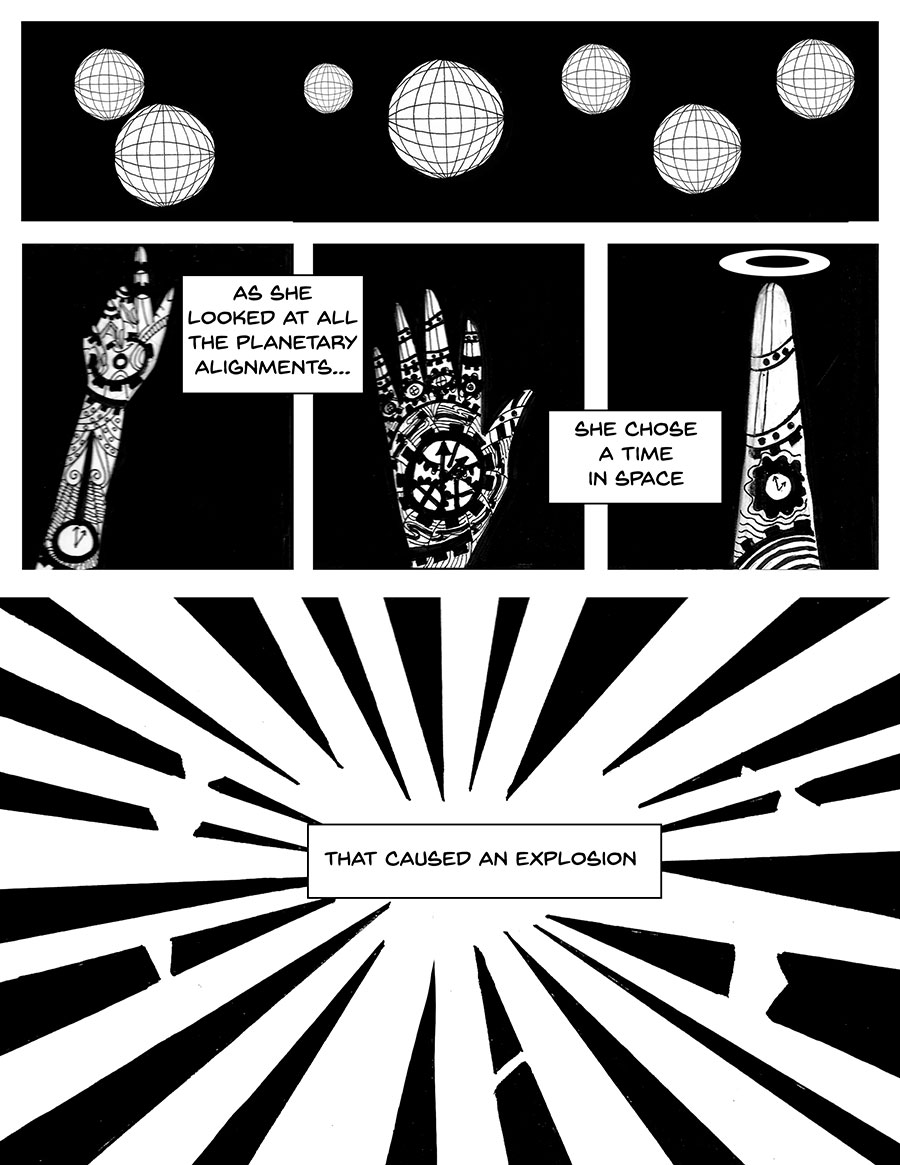 AS SHE
LOOKED AT ALL
THE PLANETARY
ALIGNMENTS...
SHE CHOSE
A TIME
IN SPACE
THAT CAUSED AN EXPLOSION